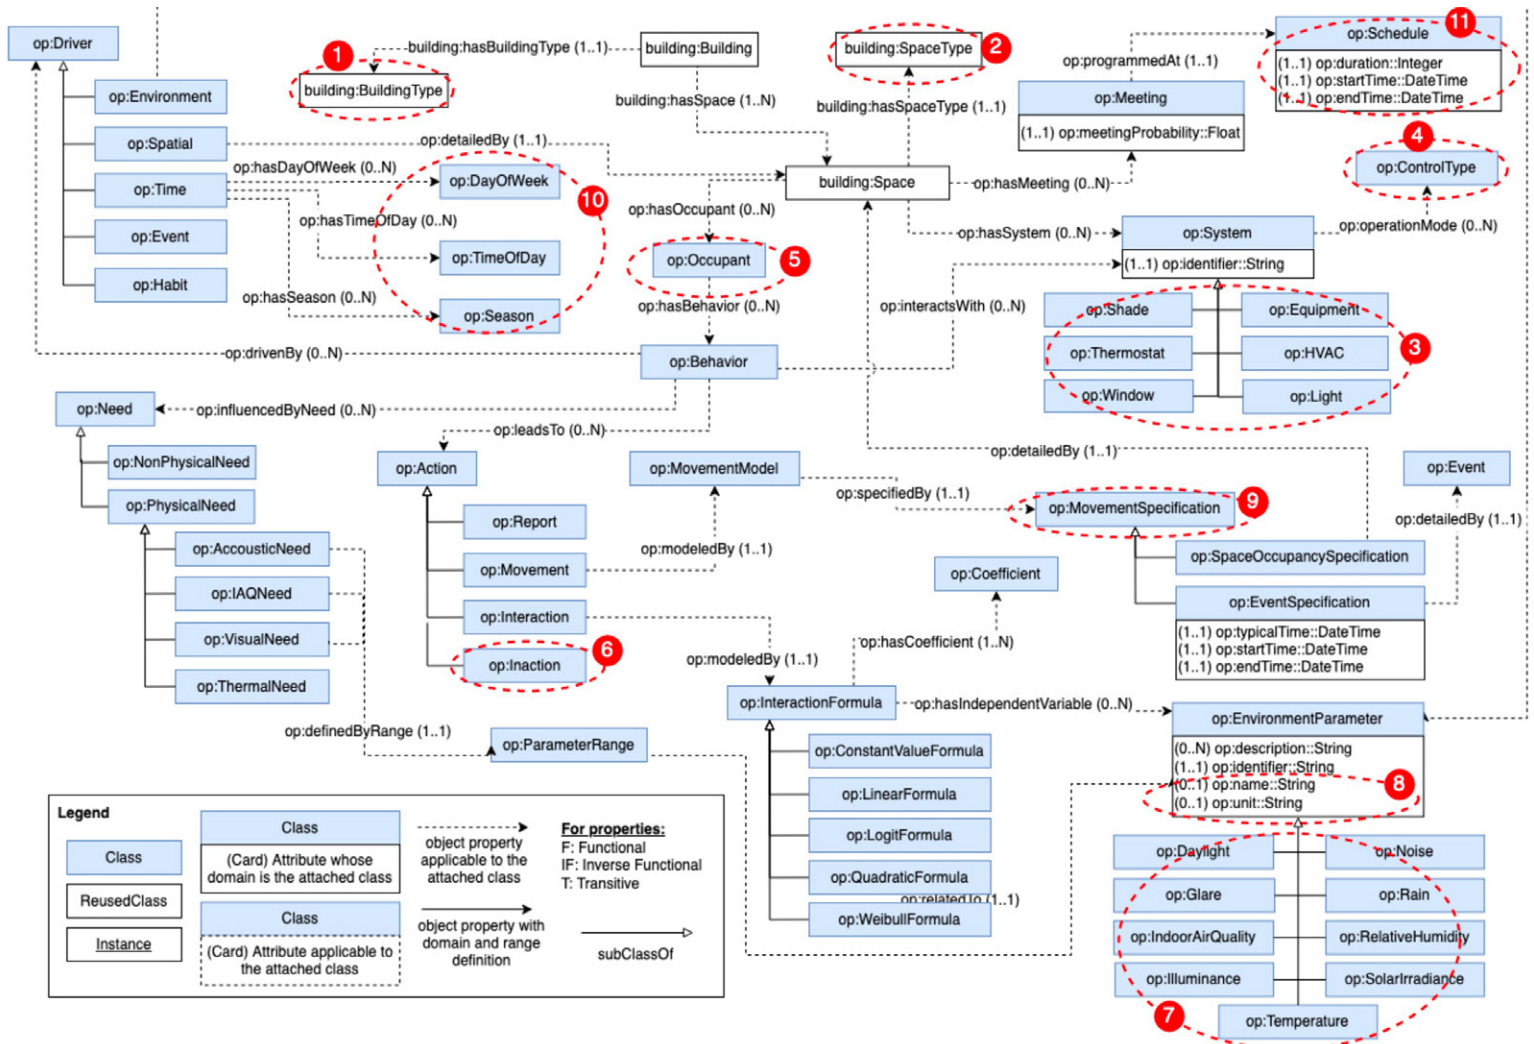 op:Driver
op:Environment
op:Spatial
op:Time
op:Event
op:Habit
1
building:hasBuildingType (1..1)
building:BuildingType
building:Building
building:hasSpace (1..N)
building:SpaceType
2
building:hasSpaceType (1..1)
op:programmedAt (1..1)
op:Schedule
11
(1..1) op:duration::Integer
(1..1) op:startTime::DateTime
(1..1) op:endTime::DateTime
op:Meeting
(1..1) op:meetingProbability::Float
4
op:ControlType
op:detailedBy (1..1)
op:hasDayOfWeek (0..N)
op:DayOfWeek
op:hasTimeOfDay (0..N)
10
op:TimeOfDay
op:hasSeason (0..N)
op:Season
building:Space
op:hasMeeting (0..N)
op:hasOccupant (0..N)
op:Occupant
5
op:hasSystem (0..N)
op:System
op:operationMode (0..N)
(1..1) op:identifier::String
op:hasBehavior (0..N)
op:interactsWith (0..N)
op:Shade
op:Equipment
op:Thermostat
op:HVAC
3
op:Window
op:Light
op:drivenBy (0..N)
op:Behavior
op:Need
op:influencedByNeed (0..N)
op:leadsTo (0..N)
op:NonPhysicalNeed
op:PhysicalNeed
op:AccousticNeed
op:IAQNeed
op:VisualNeed
op:ThermalNeed
op:Action
op:Report
op:Movement
op:Interaction
op:Inaction
6
op:MovementModel
op:modeledBy (1..1)
op:specifiedBy (1..1)
op:MovementSpecification
9
op:detailedBy (1..1)
op:Event
op:detailedBy (1..1)
op:SpaceOccupancySpecification
op:EventSpecification
(1..1) op:typicalTime::DateTime
(1..1) op:startTime::DateTime
(1..1) op:endTime::DateTime
op:Coefficient
op:hasCoefficient (1..N)
op:modeledBy (1..1)
op:InteractionFormula
op:hasIndependentVariable (0..N)
op:EnvironmentParameter
(0..N) op:description::String
(1..1) op:identifier::String
(0..1) op:name::String
(0..1) op:unit::String
8
op:definedByRange (1..1)
op:ParameterRange
op:ConstantValueFormula
op:LinearFormula
op:LogitFormula
op:QuadraticFormula
op:relatedTo (1..1)
op:WeibullFormula
op:Daylight
op:Noise
op:Glare
op:Rain
op:IndoorAirQuality
op:RelativeHumidity
op:Illuminance
op:SolarIrradiance
7
op:Temperature
Legend
Class
ReusedClass
Instance
Class
(Card) Attribute whose
domain is the attached class
Class
(Card) Attribute applicable to
the attached class
object property
applicable to the
attached class
object property with
domain and range
definition
For properties:
F: Functional
IF: Inverse Functional
T: Transitive
subClassOf